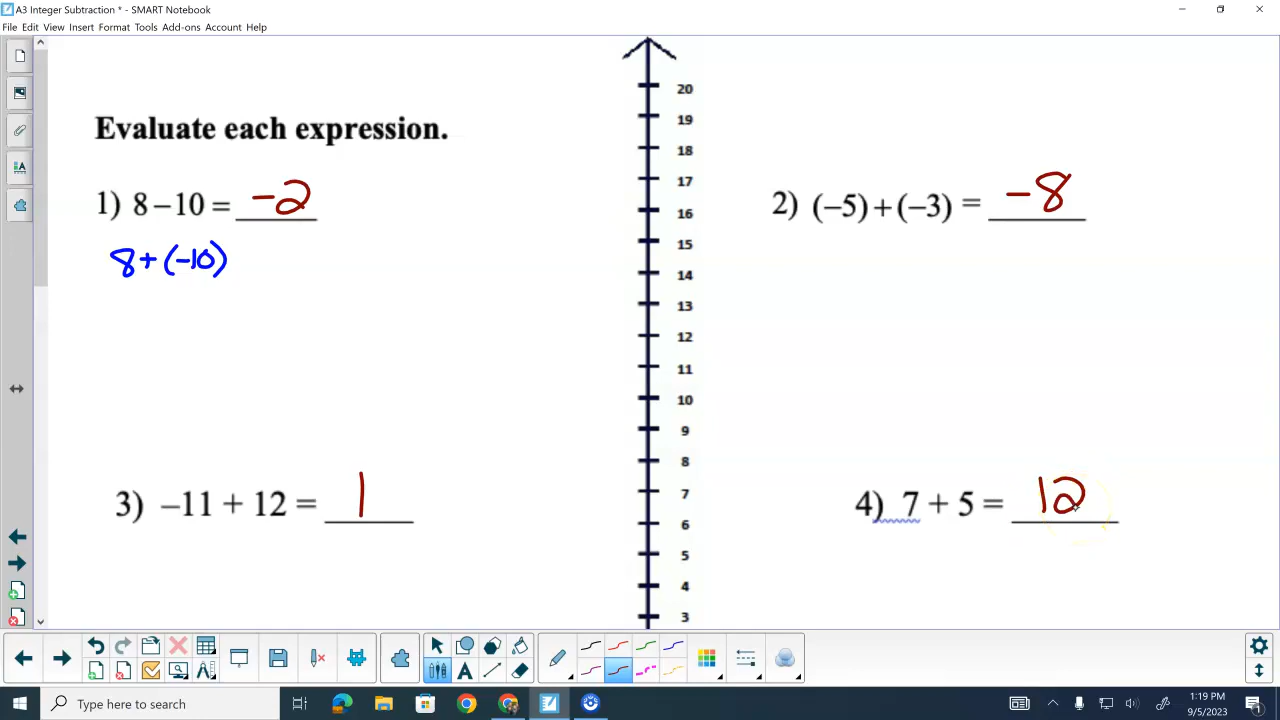 A3 Integer Subtraction * - SMART Notebook
File Edit View Insert Format Tools Add-ons Account Help
Evaluate each expression.
1) 8 – 10 = -2
8 + (-10)
2) (–5) + (–3) = -8
3) –11 + 12 = 1
4) 7 + 5 = 12
20
19
18
17
16
15
14
13
12
11
10
9
8
7
6
5
4
3
Type here to search
1:19 PM
9/5/2023
1